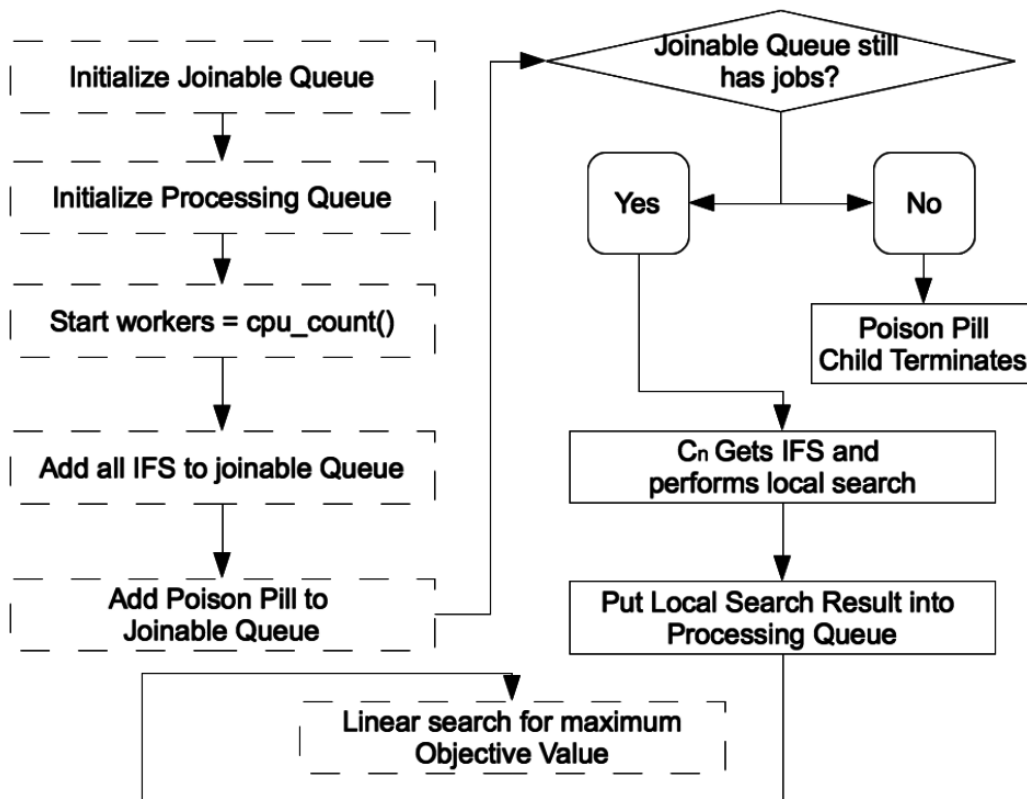 Initialize Joinable Queue
Initialize Processing Queue
Start workers = cpu_count()
Add all IFS to joinable Queue
Add Poison Pill to
Joinable Queue
Joinable Queue still
has jobs?
Yes
No
Poison Pill
Child Terminates
Cn Gets IFS and
performs local search
Put Local Search Result into
Processing Queue
Linear search for maximum
Objective Value